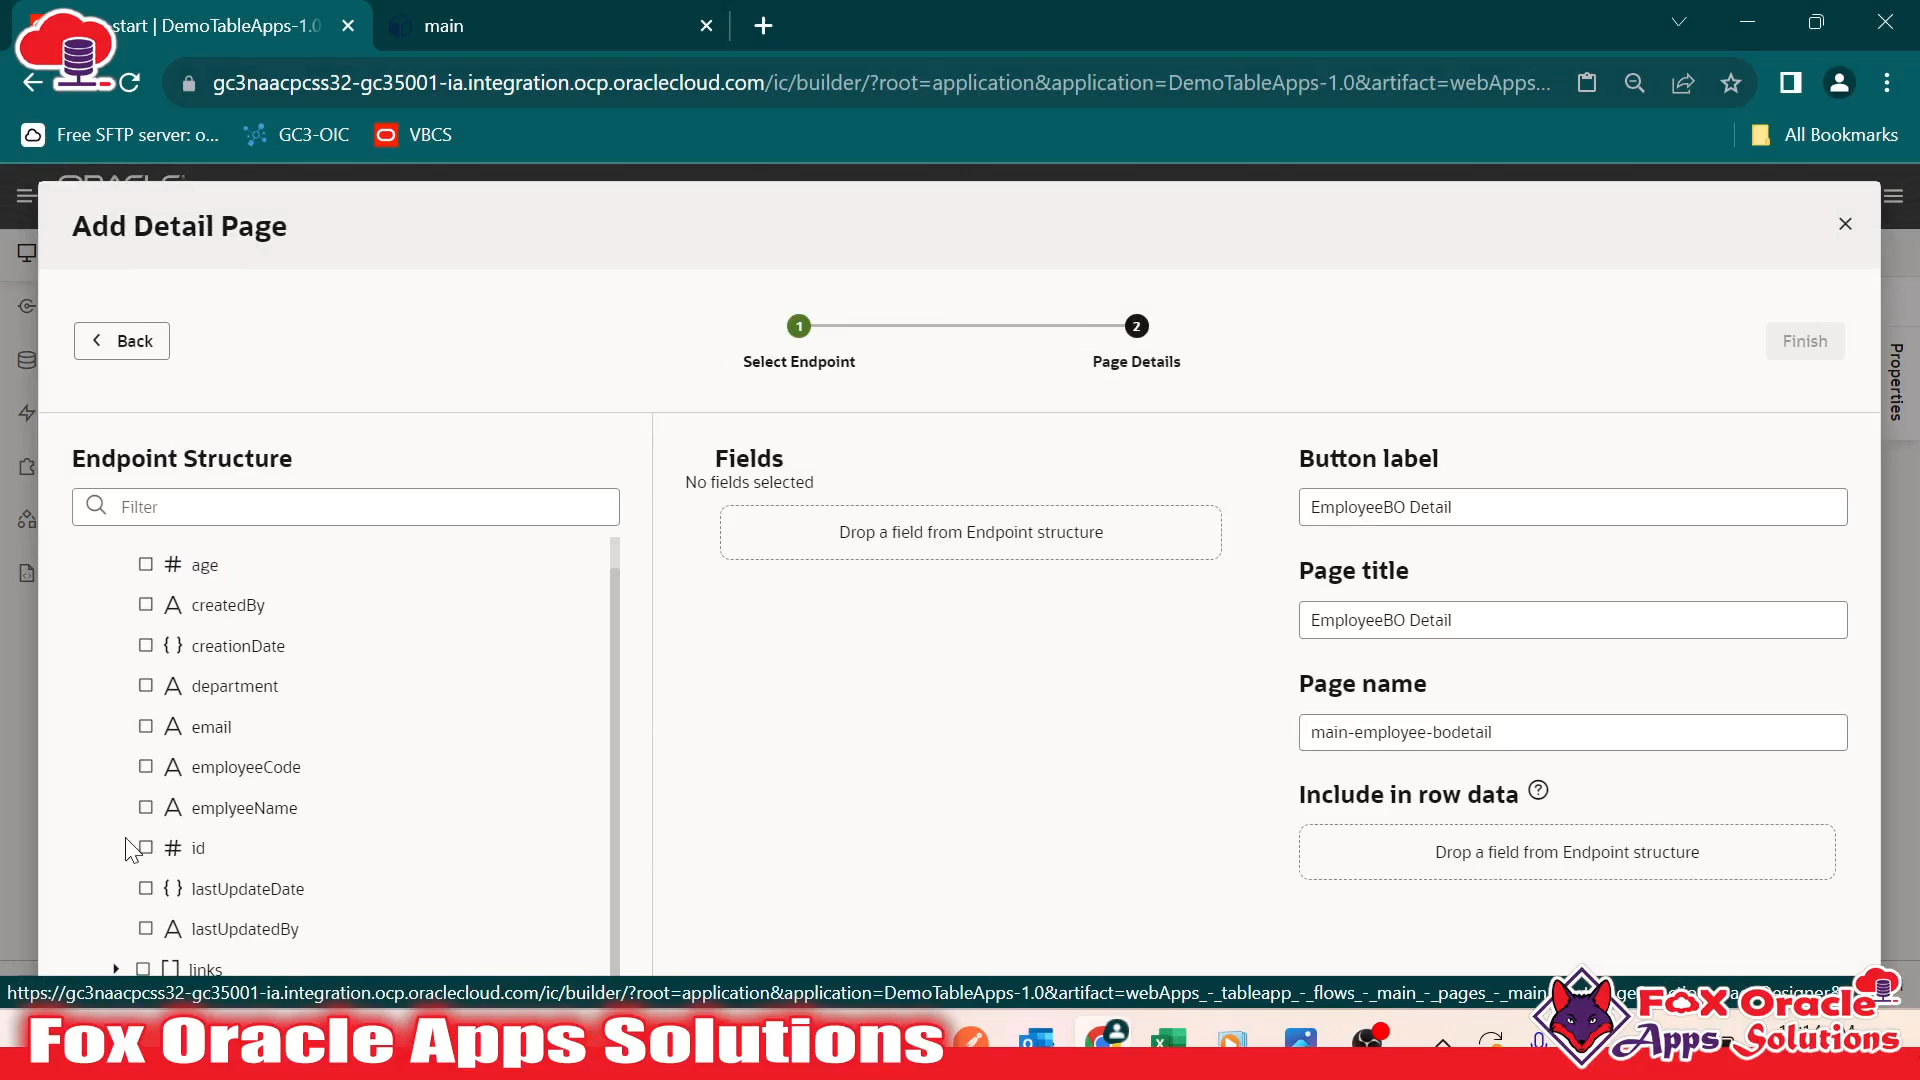 start | DemoTableApps-1.0
main
gc3naacpcss32-gc35001-ia.integration.ocp.oraclecloud.com/ic/builder/?root=application&application=DemoTableApps-1.0&artifact=webApps...
Free SFTP server: o...
GC3-OIC
VBCS
All Bookmarks
ORACLE
Add Detail Page
Back
1
2
Select Endpoint
Page Details
Finish
Properties
Endpoint Structure
Filter
age
createdBy
creationDate
department
email
employeeCode
emplyeeName
id
lastUpdateDate
lastUpdatedBy
links
Fields
No fields selected
Drop a field from Endpoint structure
Button label
EmployeeBO Detail
Page title
EmployeeBO Detail
Page name
main-employee-bodetail
Include in row data
Drop a field from Endpoint structure
https://gc3naacpcss32-gc35001-ia.integration.ocp.oraclecloud.com/ic/builder/?root=application&application=DemoTableApps-1.0&artifact=webApps_-_tableapp_-_flows_-_main_-_pages_-_main
Fox Oracle Apps Solutions
Fox Oracle
Apps Solutions